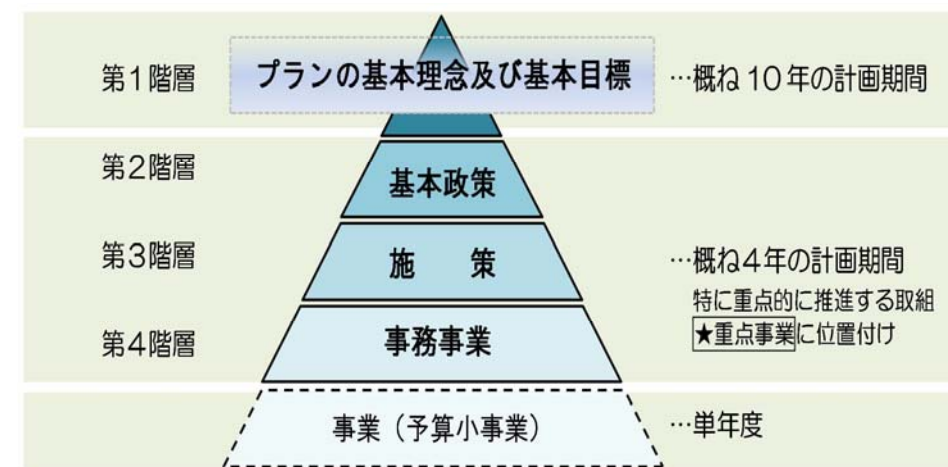 第1階層
プランの基本理念及び基本目標
…概ね10年の計画期間
第2階層
基本政策
第3階層
施　策
…概ね4年の計画期間
特に重点的に推進する取組
★重点事業に位置付け
第4階層
事務事業
事業（予算小事業）
…単年度